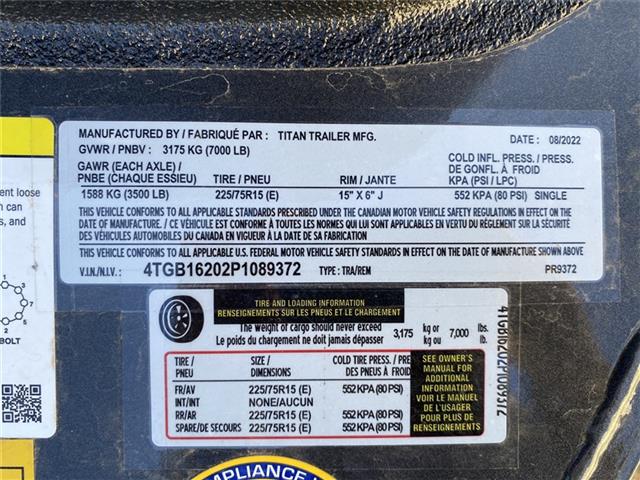 MANUFACTURED BY / FABRIQUÉ PAR : TITAN TRAILER MFG. DATE : 08/2022
GVWR / PNBV : 3175 KG (7000 LB)
GAWR (EACH AXLE) /
PNBE (CHAQUE ESSIEU) TIRE / PNEU RIM / JANTE
COLD INFL. PRESS. / PRESS.
DE GONFL. À FROID
KPA (PSI / LPC)
1588 KG (3500 LB) 225/75R15 (E) 15" X 6" J 552 KPA (80 PSI) SINGLE
THIS VEHICLE CONFORMS TO ALL APPLICABLE STANDARDS PRESCRIBED UNDER THE CANADIAN MOTOR VEHICLE SAFETY REGULATIONS IN EFFECT ON THE
DATE OF MANUFACTURE. / CE VÉHICULE EST CONFORME À TOUTES LES NORMES QUI LUI SONT APPLICABLES EN VERTU DU RÈGLEMENT SUR LA SÉCURITÉ
DES VÉHICULES AUTOMOBILES DU CANADA EN VIGUEUR À LA DATE DE SA FABRICATION.
THIS VEHICLE CONFORMS TO ALL APPLICABLE U.S. FEDERAL MOTOR VEHICLE SAFETY STANDARDS IN EFFECT ON THE DATE OF MANUFACTURE SHOWN ABOVE.
V.I.N./N.I.V.: 4TGB16202P1089372 TYPE: TRA/REM PR9372
TIRE AND LOADING INFORMATION
RENSEIGNEMENTS SUR LES PNEUS ET LE CHARGEMENT
The weight of cargo should never exceed
Le poids du chargement ne doit jamais dépasser
3,175 kg or kg ou 7,000 lbs. lb.
TIRE / PNEU SIZE / DIMENSIONS COLD TIRE PRESS. / PRESS. DES PNEUS À FROID
FR/AV 225/75R15 (E) 552 KPA (80 PSI)
INT/INT NONE/AUCUN
RR/AR 225/75R15 (E) 552 KPA (80 PSI)
SPARE/DE SECOURS 225/75R15 (E) 552 KPA (80 PSI)
SEE OWNER'S
MANUAL FOR
ADDITIONAL
INFORMATION
VOIR LE MANUEL
DE L'USAGER
POUR PLUS DE
RENSEIGNEMENTS
4TGB16202P1089372
ent loose
can
s.
BOLT
MPLIANCE